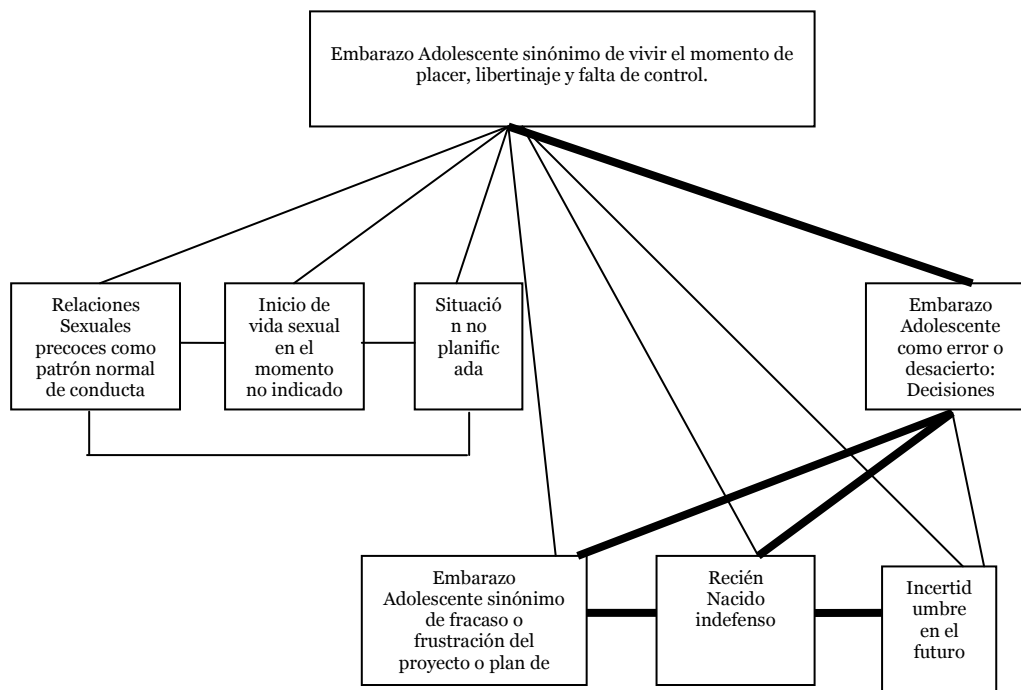 Embarazo Adolescente sinónimo de vivir el momento de
placer, libertinaje y falta de control.
Relaciones
Sexuales
precoces como
patrón normal
de conducta
Inicio de
vida sexual
en el
momento
no indicado
Situació
n no
planific
ada
Embarazo
Adolescente
como error o
desacierto:
Decisiones
Embarazo
Adolescente sinónimo
de fracaso o
frustración del
proyecto o plan de
Recién
Nacido
indefenso
Incertid
umbre
en el
futuro